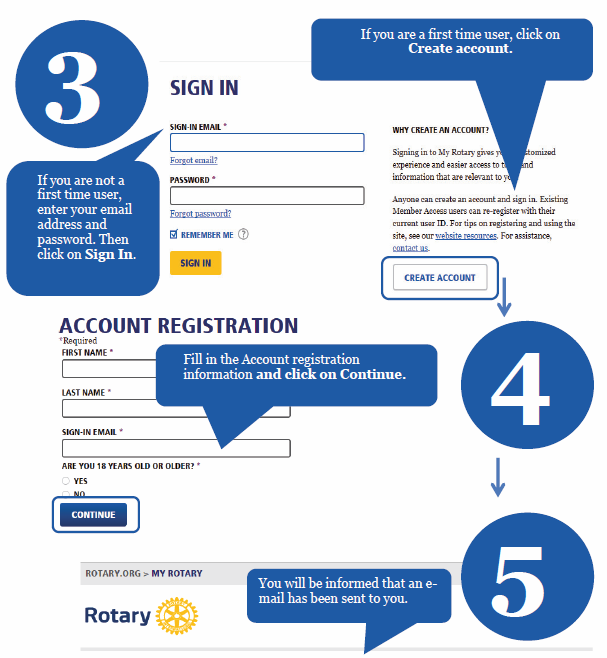 3
If you are a first time user, click on
Create account.
SIGN IN
SIGN-IN EMAIL *
Forgot email?
PASSWORD *
Forgot password?
REMEMBER ME ?
SIGN IN
If you are not a
first time user,
enter your email
address and
password. Then
click on Sign In.
WHY CREATE AN ACCOUNT?
Signing in to My Rotary gives
experience and easier access to and
information that are relevant to
Anyone can create an account and sign in. Existing
Member Access users can re-register with their
current user ID. For tips on registering and using the
site, see our website resources. For assistance,
contact us.
CREATE ACCOUNT
ACCOUNT REGISTRATION
*Required
FIRST NAME *
Fill in the Account registration
information and click on Continue.
4
LAST NAME *
SIGN-IN EMAIL *
ARE YOU 18 YEARS OLD OR OLDER? *
YES
NO
CONTINUE
5
ROTARY.ORG > MY ROTARY
You will be informed that an e-
mail has been sent to you.
Rotary